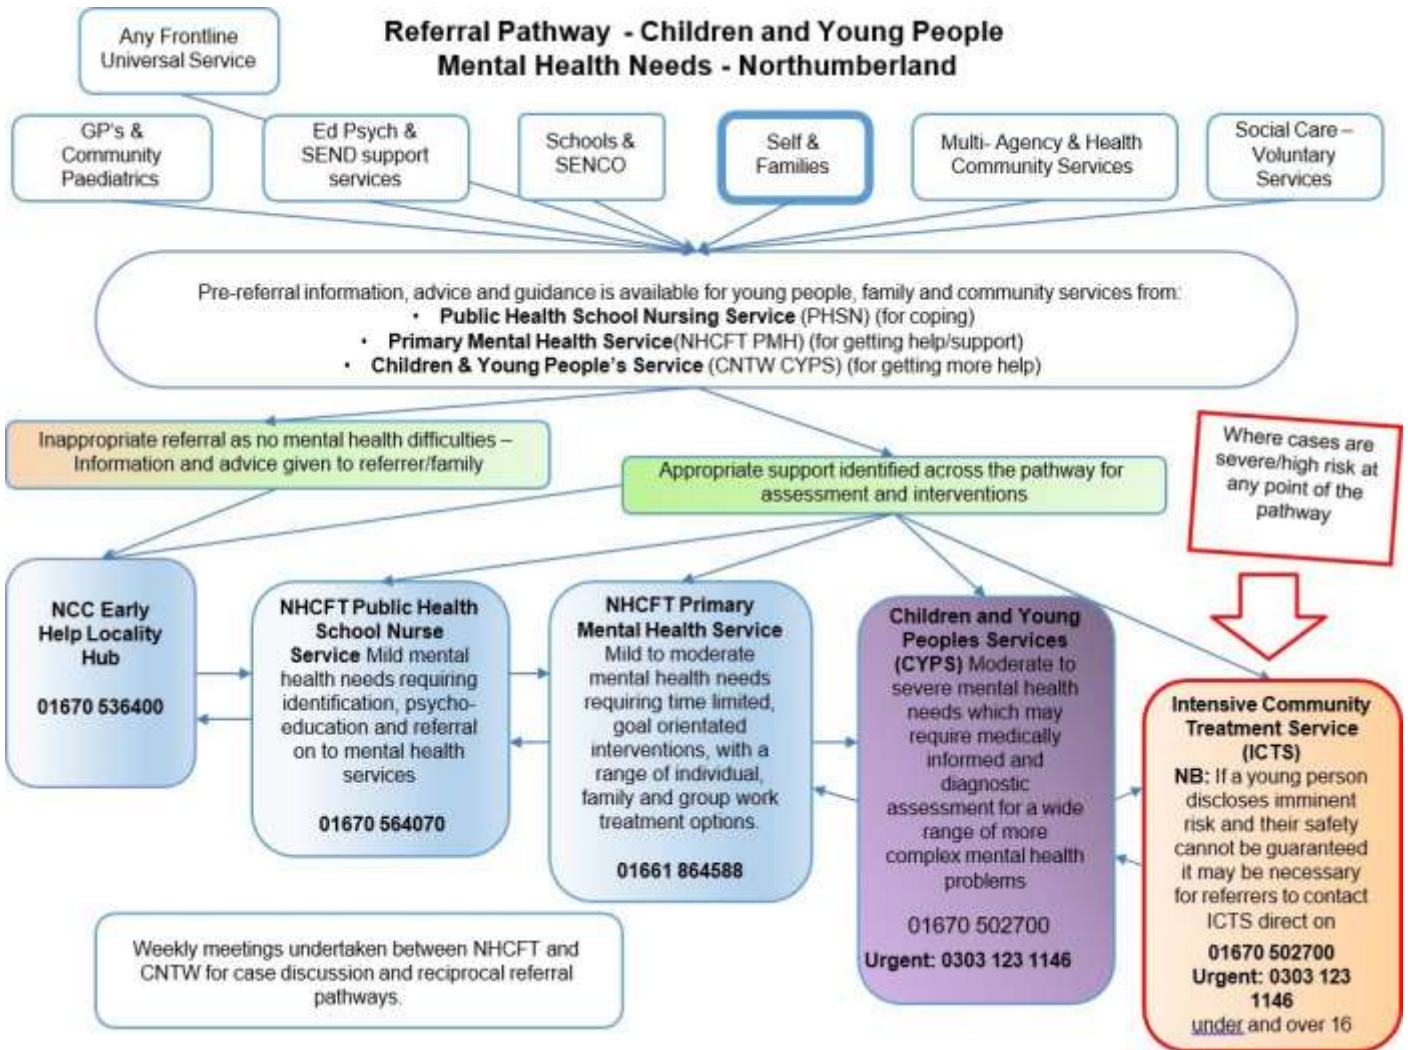 Referral Pathway - Children and Young People
Mental Health Needs - Northumberland
Any Frontline
Universal Service
GP's &
Community
Paediatrics
Ed Psych &
SEND support
services
Schools &
SENCO
Self &
Families
Multi- Agency & Health
Community Services
Social Care –
Voluntary
Services
Pre-referral information, advice and guidance is available for young people, family and community services from:
• Public Health School Nursing Service (PHSN) (for coping)
• Primary Mental Health Service(NHCFT PMH) (for getting help/support)
• Children & Young People's Service (CNTW CYPS) (for getting more help)
Inappropriate referral as no mental health difficulties –
Information and advice given to referrer/family
Appropriate support identified across the pathway for
assessment and interventions
Where cases are
severe/high risk at
any point of the
pathway
NCC Early
Help Locality
Hub
01670 536400
NHCFT Public Health
School Nurse
Service Mild mental
health needs requiring
identification, psycho-
education and referral
on to mental health
services
01670 564070
NHCFT Primary
Mental Health Service
Mild to moderate
mental health needs
requiring time limited,
goal orientated
interventions, with a
range of individual,
family and group work
treatment options.
01661 864588
Children and Young
Peoples Services
(CYPS) Moderate to
severe mental health
needs which may
require medically
informed and
diagnostic
assessment for a wide
range of more
complex mental health
problems
01670 502700
Urgent: 0303 123 1146
Intensive Community
Treatment Service
(ICTS)
NB: If a young person
discloses imminent
risk and their safety
cannot be guaranteed
it may be necessary
for referrers to contact
ICTS direct on
01670 502700
Urgent: 0303 123
1146
under and over 16
Weekly meetings undertaken between NHCFT and
CNTW for case discussion and reciprocal referral
pathways.